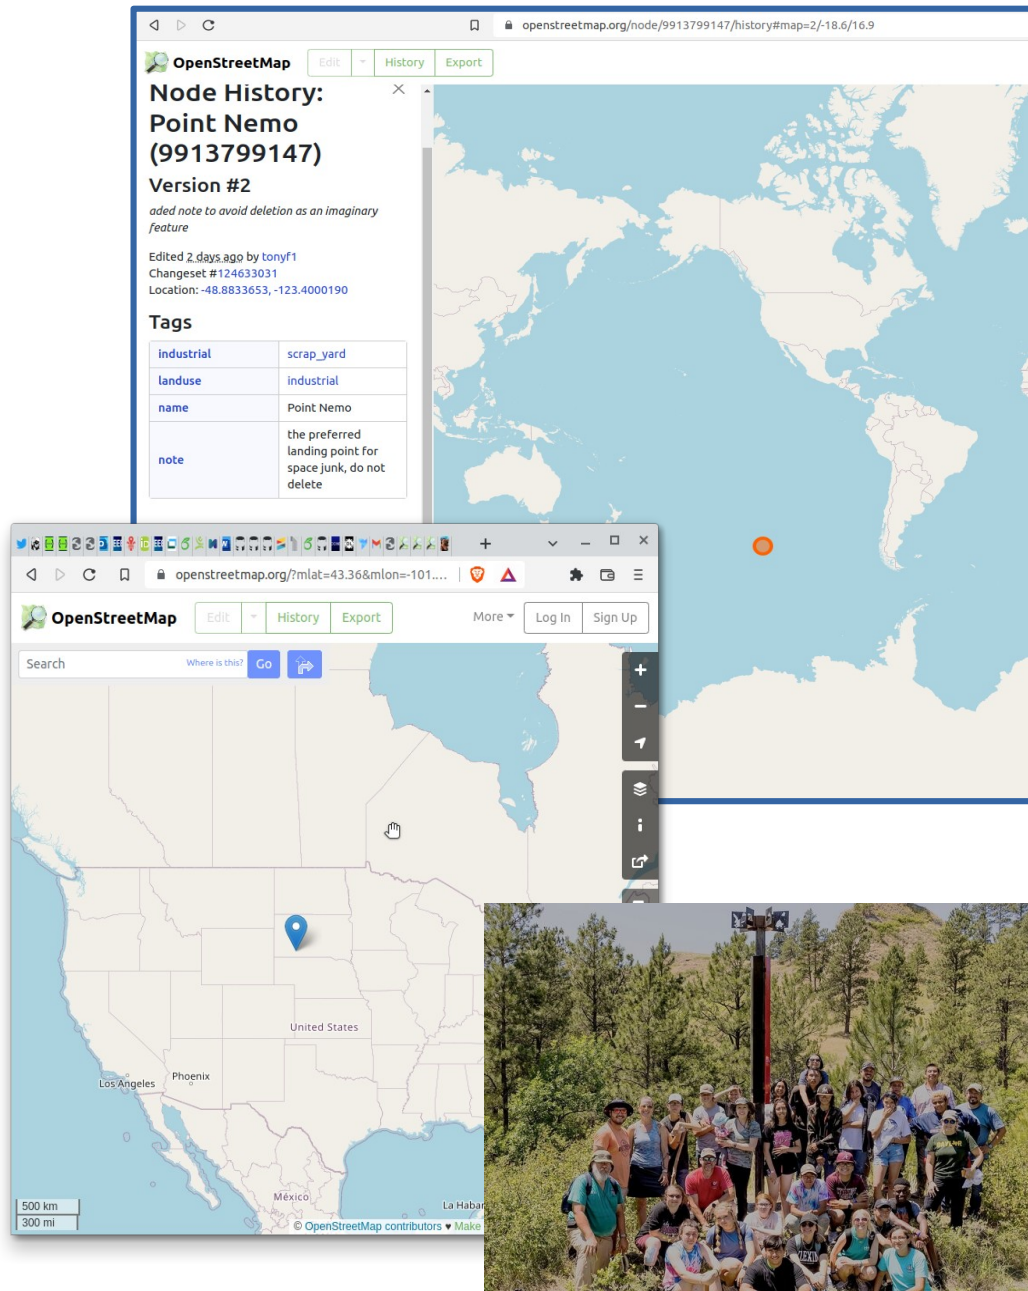 openstreetmap.org/node/9913799147/history#map=2/-18.6/16.9
OpenStreetMap
Edit
History
Export
Node History:
Point Nemo
(9913799147)
Version #2
aded note to avoid deletion as an imaginary
feature
Edited 2 days ago by tonyf1
Changeset #124633031
Location: -48.8833653, -123.4000190
Tags
industrial scrap_yard
landuse industrial
name Point Nemo
note the preferred
landing point for
space junk, do not
delete
openstreetmap.org/?mlat=43.36&mlon=-101....
OpenStreetMap
Edit
History
Export
More
Log In
Sign Up
Search
Where is this?
Go
United States
Los Angeles
Phoenix
México
La Habar
500 km
300 mi
© OpenStreetMap contributors ♥ Make